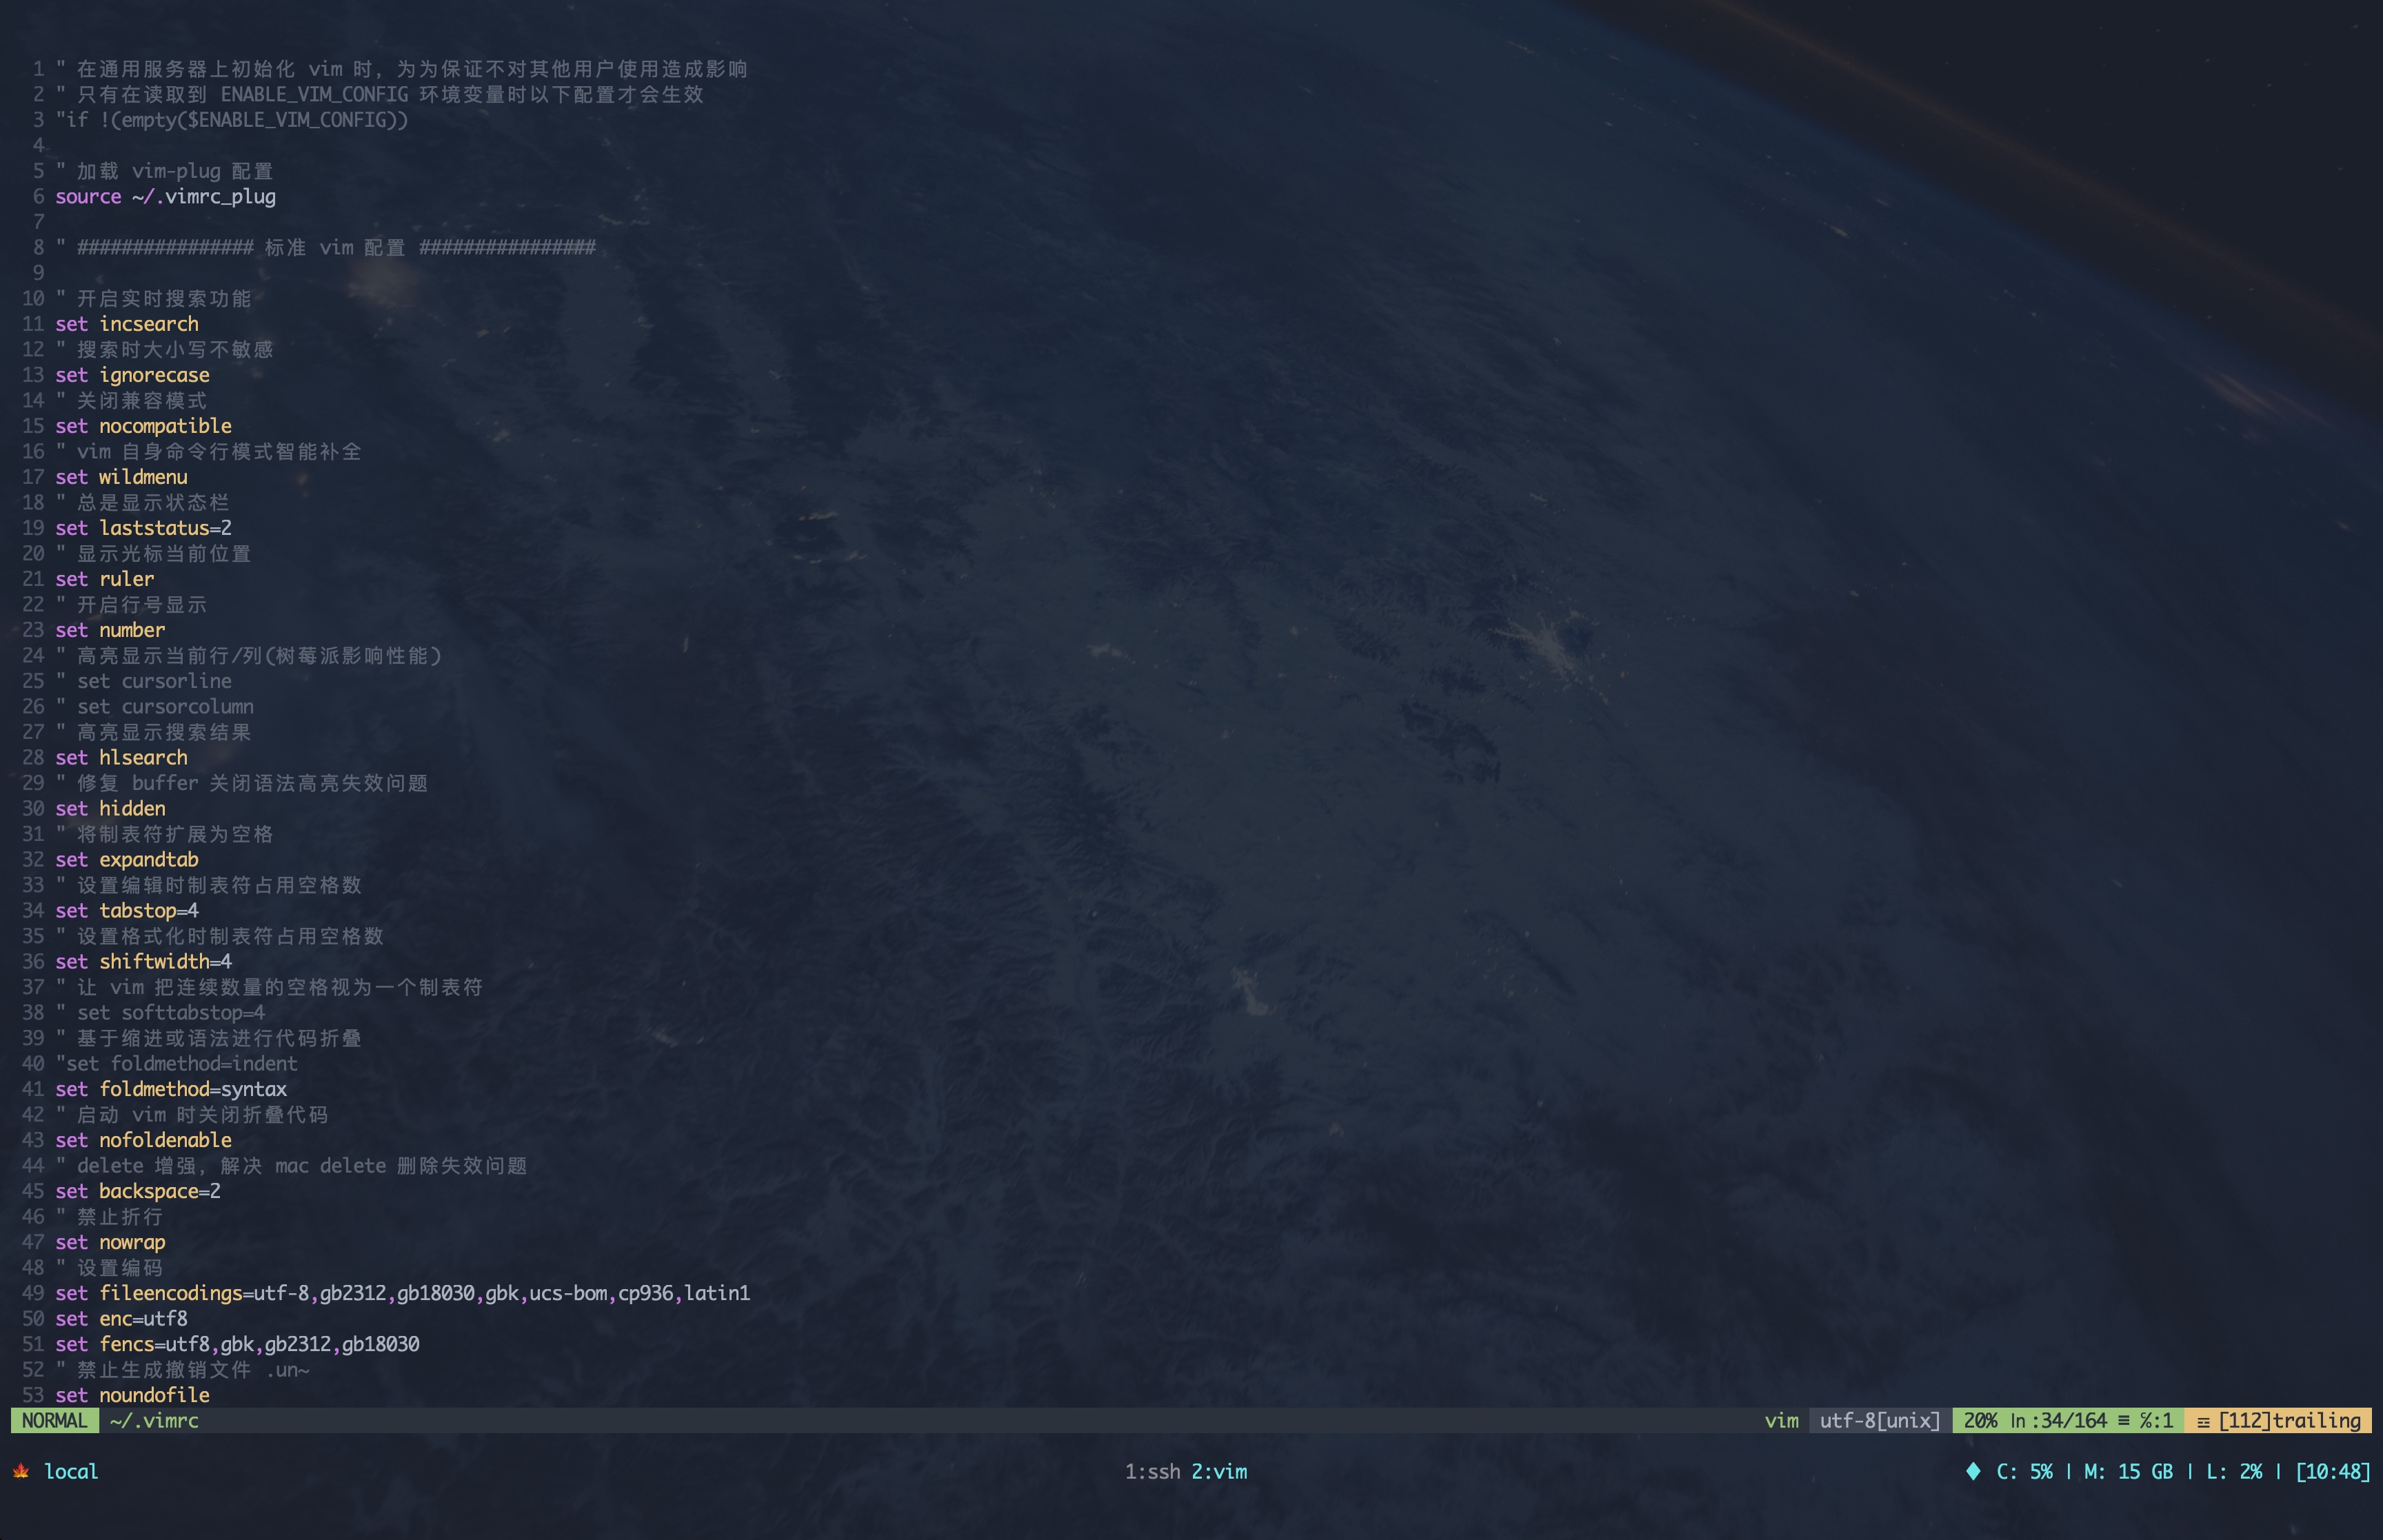 1 " 在通用服务器上初始化 vim 时, 为为保证不对其他用户使用造成影响
2 " 只有在读取到 ENABLE_VIM_CONFIG 环境变量时以下配置才会生效
3 "if !(empty($ENABLE_VIM_CONFIG))
4
5 " 加载 vim-plug 配置
6 source ~/.vimrc_plug
7
8 " ################ 标准 vim 配置 ################
9
10 " 开启实时搜索功能
11 set incsearch
12 " 搜索时大小写不敏感
13 set ignorecase
14 " 关闭兼容模式
15 set nocompatible
16 " vim 自身命令行模式智能补全
17 set wildmenu
18 " 总是显示状态栏
19 set laststatus=2
20 " 显示光标当前位置
21 set ruler
22 " 开启行号显示
23 set number
24 " 高亮显示当前行/列(树莓派影响性能)
25 " set cursorline
26 " set cursorcolumn
27 " 高亮显示搜索结果
28 set hlsearch
29 " 修复 buffer 关闭语法高亮失效问题
30 set hidden
31 " 将制表符扩展为空格
32 set expandtab
33 " 设置编辑时制表符占用空格数
34 set tabstop=4
35 " 设置格式化时制表符占用空格数
36 set shiftwidth=4
37 " 让 vim 把连续数量的空格视为一个制表符
38 " set softtabstop=4
39 " 基于缩进或语法进行代码折叠
40 "set foldmethod=indent
41 set foldmethod=syntax
42 " 启动 vim 时关闭折叠代码
43 set nofoldenable
44 " delete 增强, 解决 mac delete 删除失效问题
45 set backspace=2
46 " 禁止折行
47 set nowrap
48 " 设置编码
49 set fileencodings=utf-8,gb2312,gb18030,gbk,ucs-bom,cp936,latin1
50 set enc=utf8
51 set fencs=utf8,gbk,gb2312,gb18030
52 " 禁止生成撤销文件 .un~
53 set noundofile
NORMAL ~/.vimrc vim utf-8[unix] 20% ln:34/164 ≡ ℅:1 ☲ [112]trailing
🍁 local 1:ssh 2:vim ♦ C: 5% | M: 15 GB | L: 2% | [10:48]